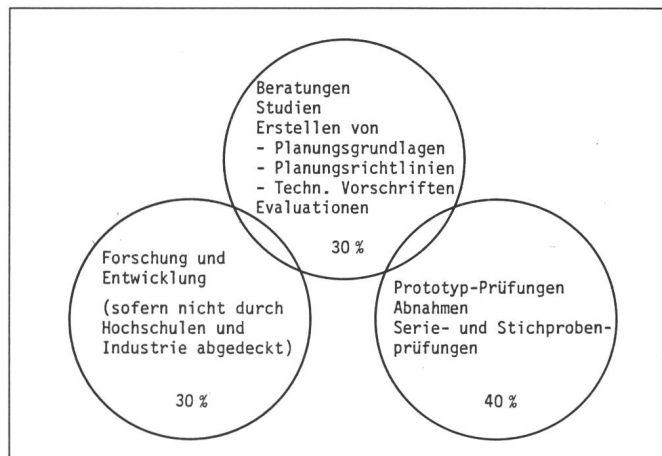 Beratungen
Studien
Erstellen von
- Planungsgrundlagen
- Planungsrichtlinien
- Techn. Vorschriften
Evaluationen
30 %
Forschung und
Entwicklung
(sofern nicht durch
Hochschulen und
Industrie abgedeckt)
30 %
Prototyp-Prüfungen
Abnahmen
Serie- und Stichproben-
prüfungen
40 %